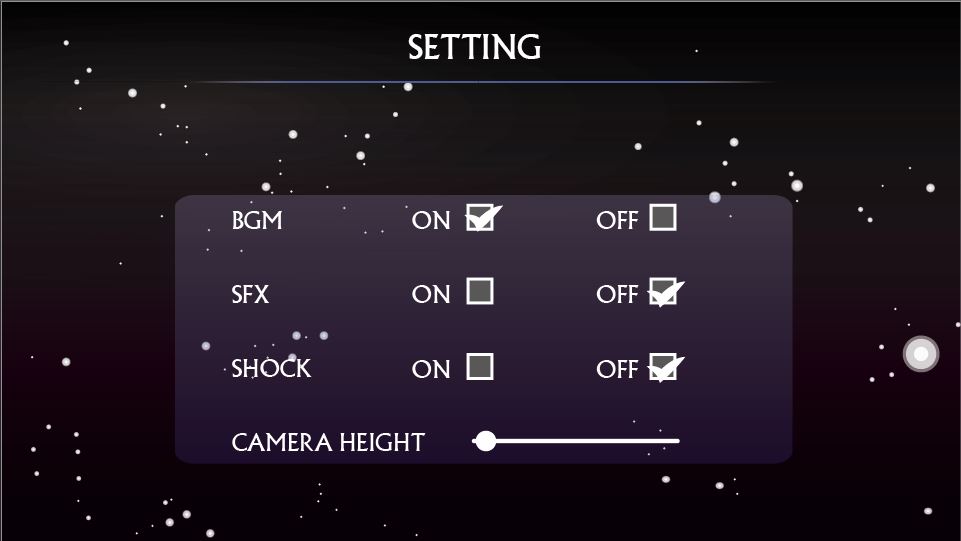 SETTING
BGM ON OFF
SFX ON OFF
SHOCK ON OFF
CAMERA HEIGHT